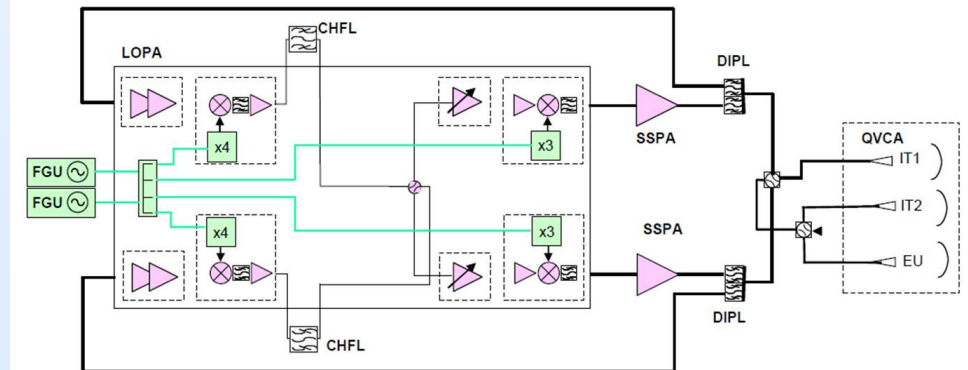 CHFL
LOPA
DIPL
x4
x3
SSPA
QVCA
IT1
FGU
FGU
IT2
x4
x3
SSPA
EU
DIPL
CHFL